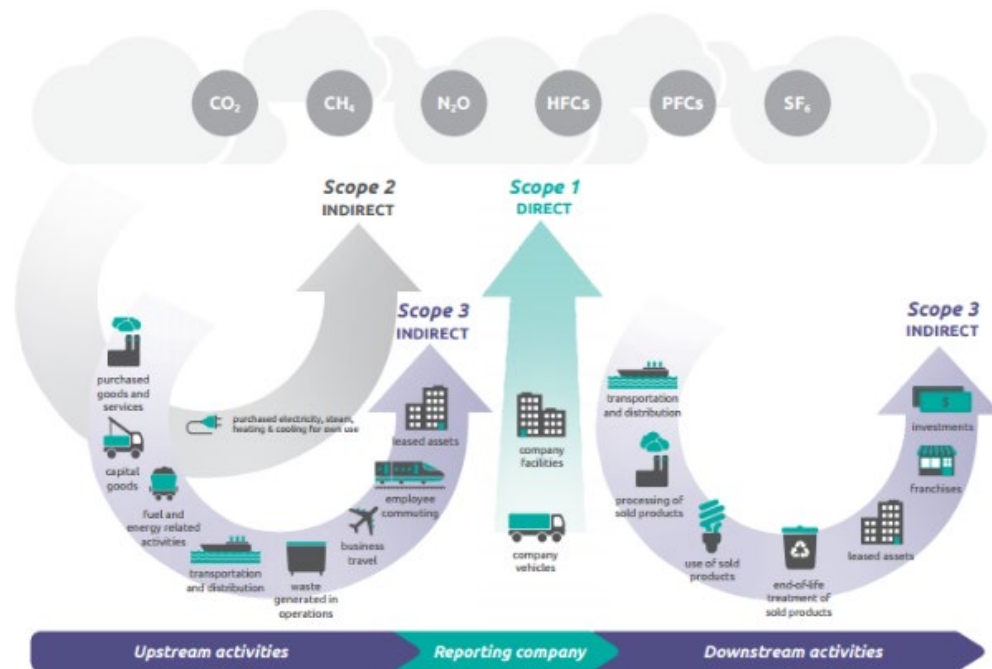 CO₂
CH₄
N₂O
HFCs
PFCs
SF₆
Scope 2
INDIRECT
Scope 1
DIRECT
Scope 3
INDIRECT
Scope 3
INDIRECT
purchased
goods and
services
capital
goods
fuel and
energy related
activities
transportation
and distribution
waste
generated in
operations
business
travel
employee
commuting
leased assets
purchased electricity, steam,
heating & cooling for own use
company
facilities
company
vehicles
transportation
and distribution
processing of
sold products
use of sold
products
end-of-life
treatment of
sold products
leased assets
franchises
$
investments
Upstream activities
Reporting company
Downstream activities